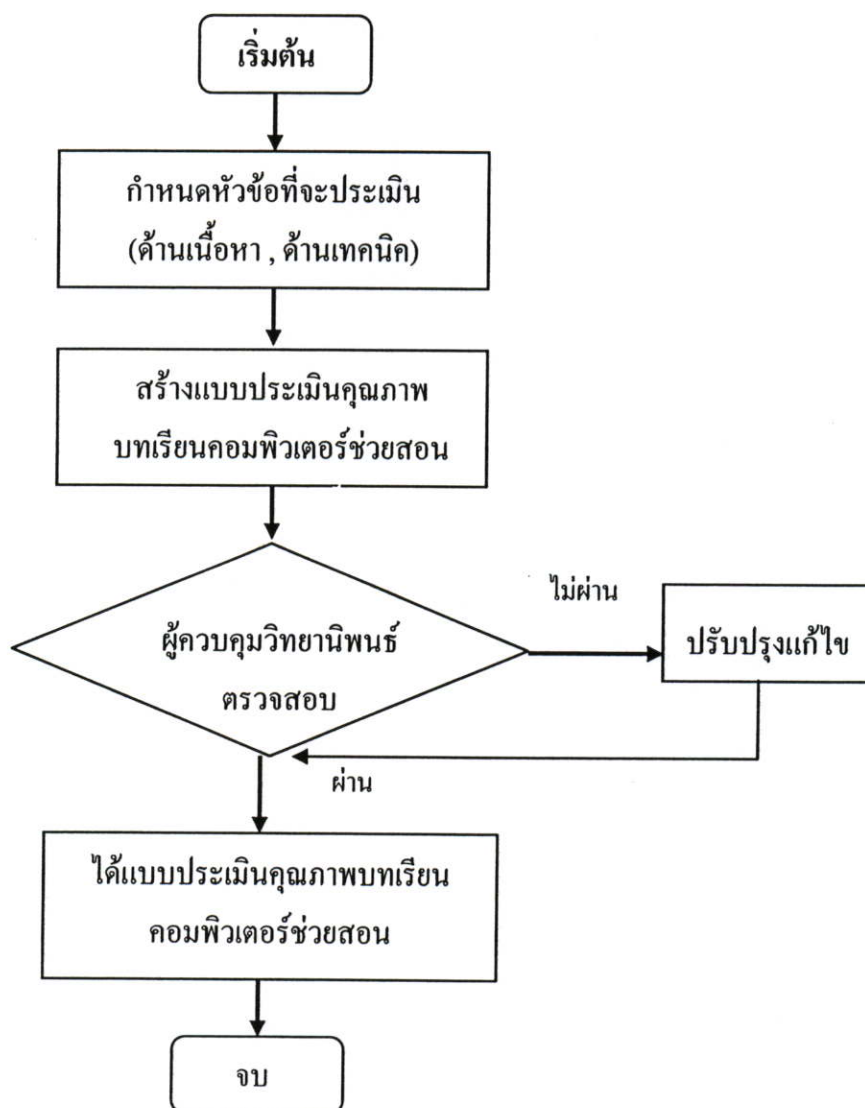 เริ่มต้น
กำหนดหัวข้อที่จะประเมิน
(ด้านเนื้อหา , ด้านเทคนิค)
สร้างแบบประเมินคุณภาพ
บทเรียนคอมพิวเตอร์ช่วยสอน
ไม่ผ่าน
ผู้ควบคุมวิทยานิพนธ์
ตรวจสอบ
ปรับปรุงแก้ไข
ผ่าน
ได้แบบประเมินคุณภาพบทเรียน
คอมพิวเตอร์ช่วยสอน
จบ